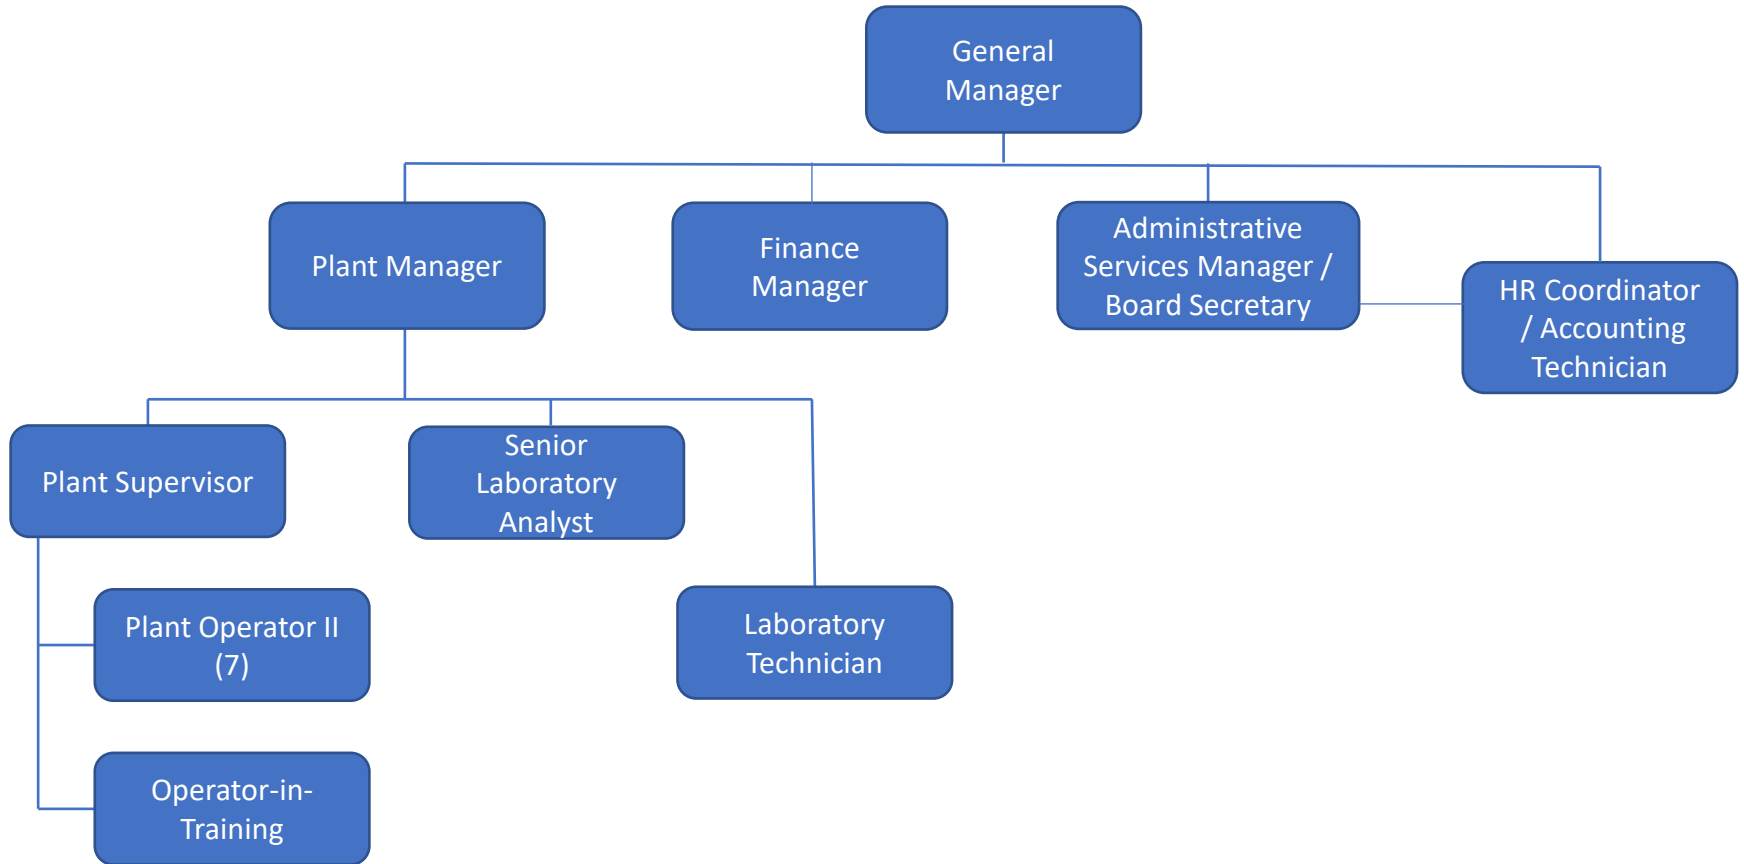 General
Manager
Plant Manager
Finance
Manager
Administrative
Services Manager /
Board Secretary
HR Coordinator
/ Accounting
Technician
Plant Supervisor
Senior
Laboratory
Analyst
Plant Operator II
(7)
Laboratory
Technician
Operator-in-
Training